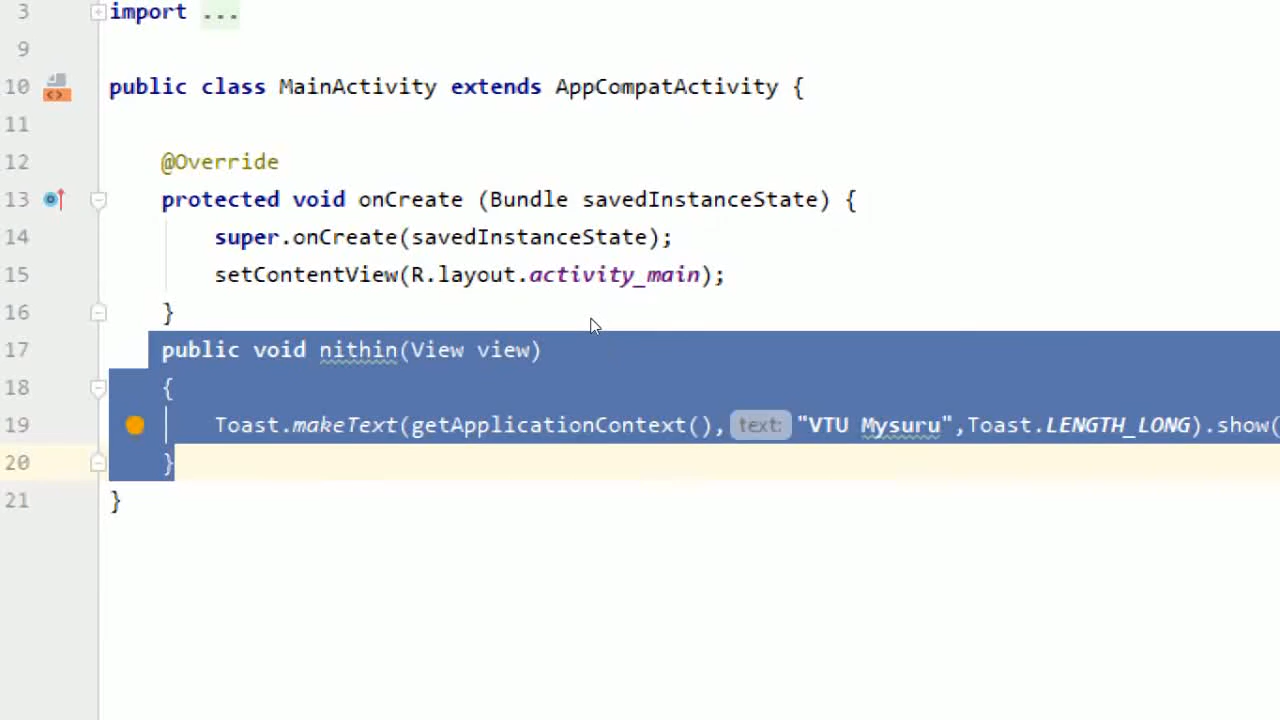 3 import ...
9
10 public class MainActivity extends AppCompatActivity {
11
12 @Override
13 protected void onCreate (Bundle savedInstanceState) {
14 super.onCreate(savedInstanceState);
15 setContentView(R.layout.activity_main);
16 }
17 public void nithin(View view)
18 {
19 Toast.makeText(getApplicationContext(), text: "VTU Mysuru",Toast.LENGTH_LONG).show(
20 }
21 }